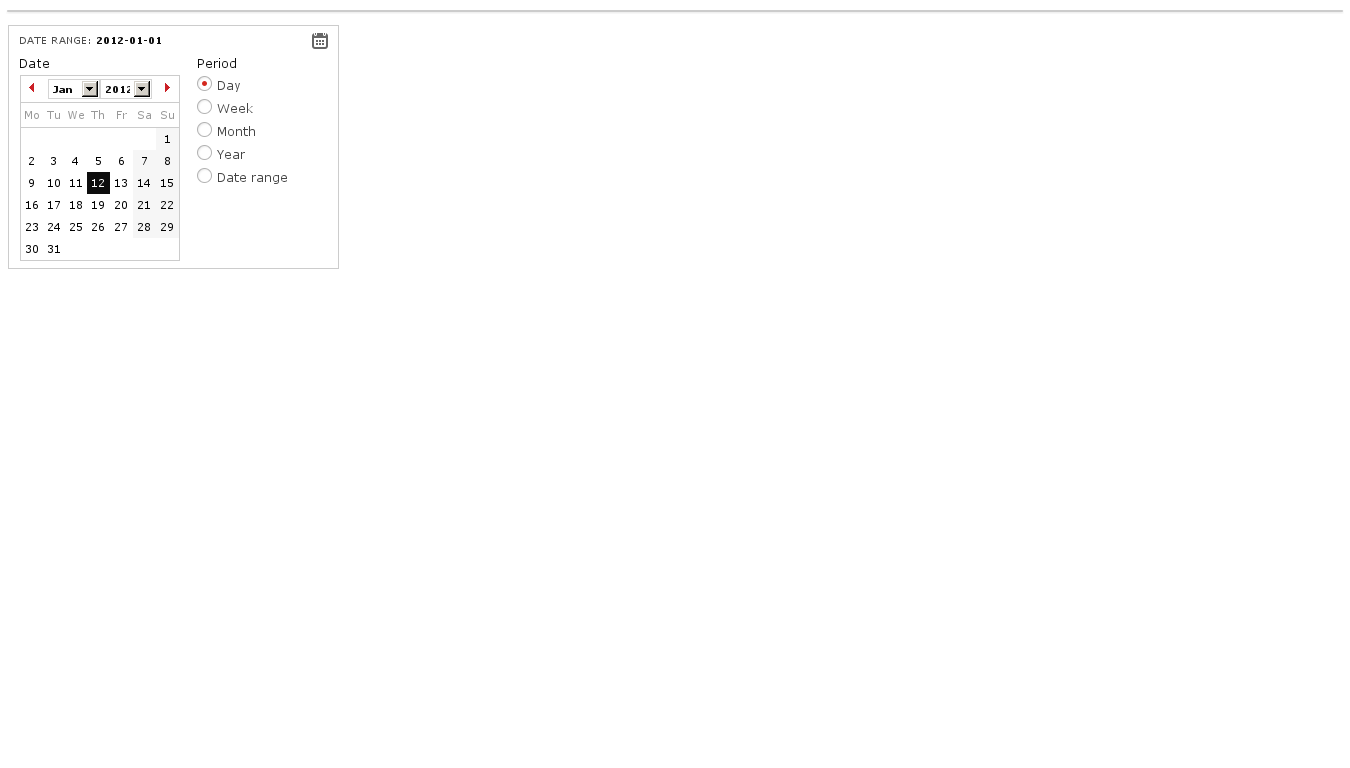 DATE RANGE: 2012-01-01
Date
Jan 2012
Mo Tu We Th Fr Sa Su
1
2 3 4 5 6 7 8
9 10 11 12 13 14 15
16 17 18 19 20 21 22
23 24 25 26 27 28 29
30 31
Period
Day
Week
Month
Year
Date range